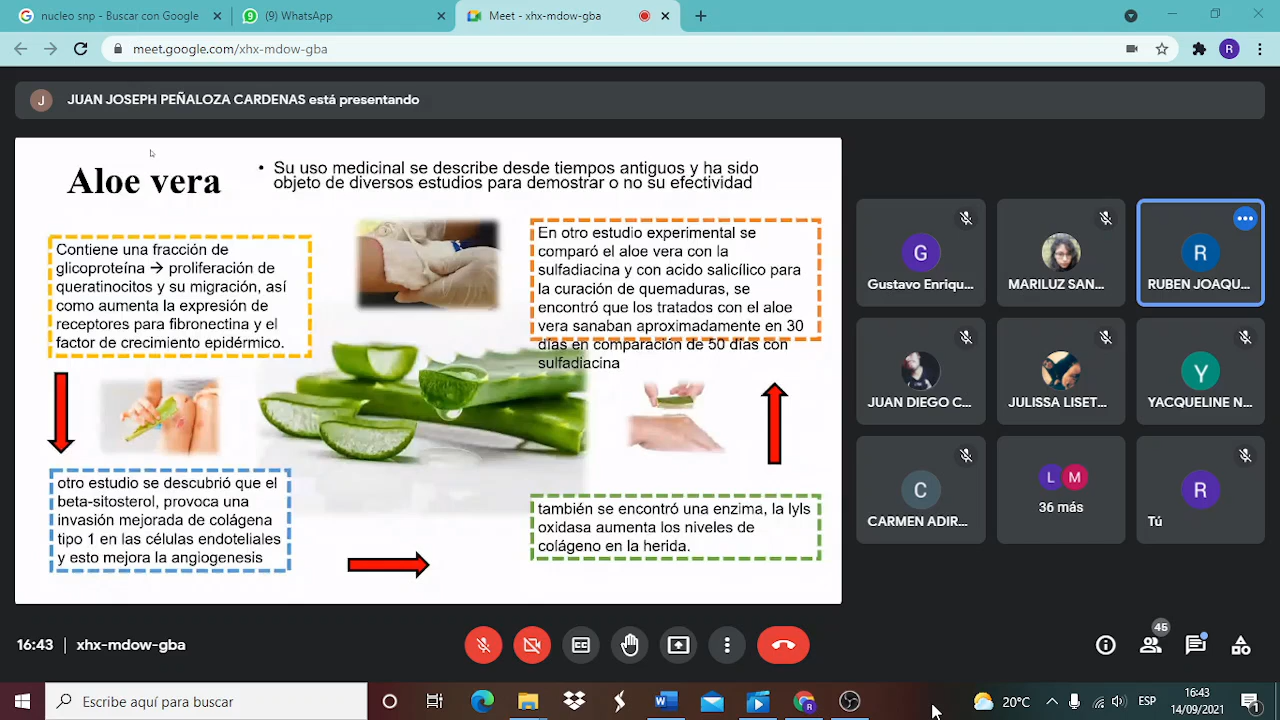 nucleo snp - Buscar con Google
(9) WhatsApp
Meet - xhx-mdow-gba
meet.google.com/xhx-mdow-gba
R
J
JUAN JOSEPH PEÑALOZA CARDENAS está presentando
Aloe vera
• Su uso medicinal se describe desde tiempos antiguos y ha sido
objeto de diversos estudios para demostrar o no su efectividad
Contiene una fracción de
glicoproteína → proliferación de
queratinocitos y su migración, así
como aumenta la expresión de
receptores para fibronectina y el
factor de crecimiento epidérmico.
otro estudio se descubrió que el
beta-sitosterol, provoca una
invasión mejorada de colágena
tipo 1 en las células endoteliales
y esto mejora la angiogenesis
también se encontró una enzima, la lyls
oxidasa aumenta los niveles de
colágeno en la herida.
En otro estudio experimental se
comparó el aloe vera con la
sulfadiacina y con acido salicílico para
la curación de quemaduras, se
encontró que los tratados con el aloe
vera sanaban aproximadamente en 30
días en comparación de 50 días con
sulfadiacina
G
Gustavo Enriqu...
MARILUZ SAN...
R
RUBEN JOAQU...
JUAN DIEGO C...
JULISSA LISET...
Y
YACQUELINE N...
C
CARMEN ADIR...
L M
36 más
R
Tú
16:43 | xhx-mdow-gba
45
Escribe aquí para buscar
20°C
ESP
16:43
14/09/2021